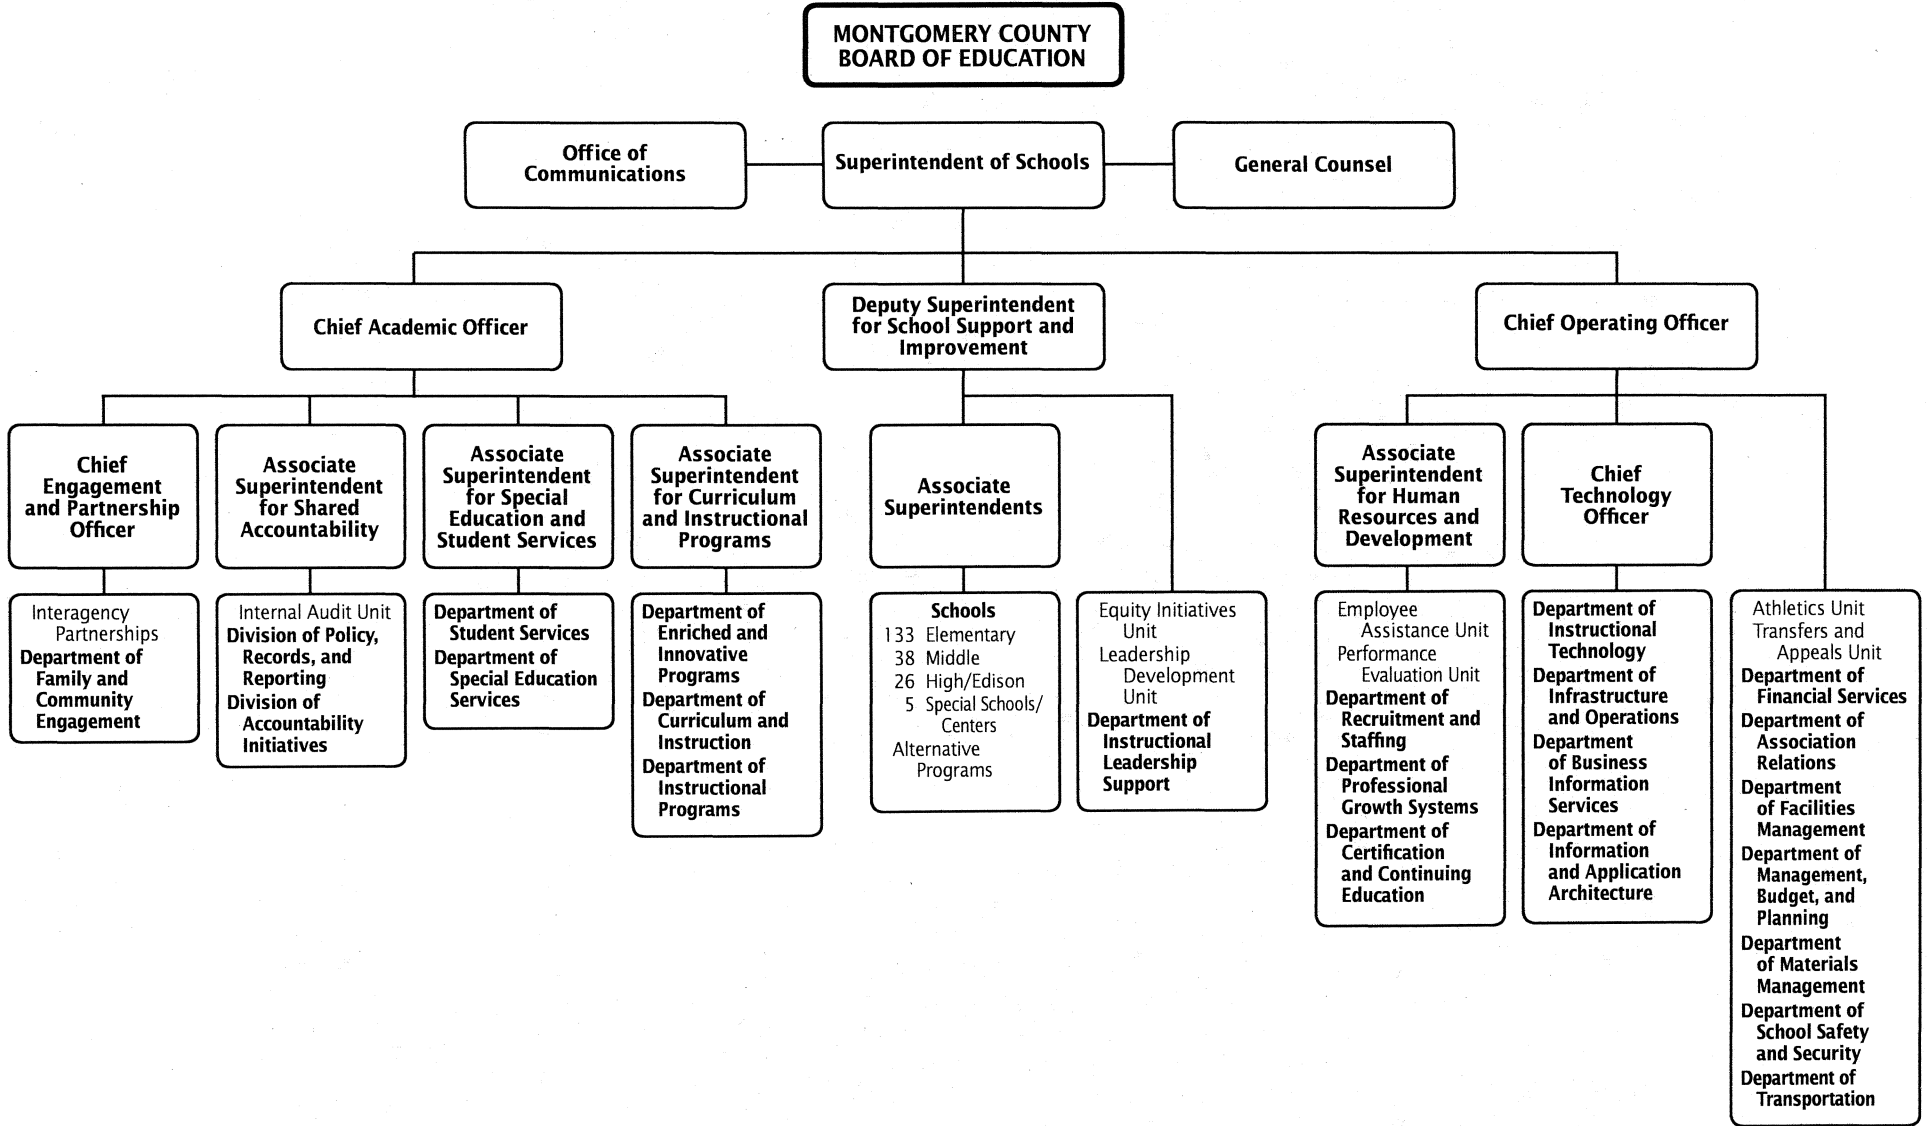 MONTGOMERY COUNTY
BOARD OF EDUCATION
Office of
Communications
Superintendent of Schools
General Counsel
Chief Academic Officer
Deputy Superintendent
for School Support and
Improvement
Chief Operating Officer
Chief
Engagement
and Partnership
Officer
Associate
Superintendent
for Shared
Accountability
Associate
Superintendent
for Special
Education and
Student Services
Associate
Superintendent
for Curriculum
and Instructional
Programs
Associate
Superintendents
Associate
Superintendent
for Human
Resources and
Development
Chief
Technology
Officer
Interagency
Partnerships
Department of
Family and
Community
Engagement
Internal Audit Unit
Division of Policy,
Records, and
Reporting
Division of
Accountability
Initiatives
Department of
Student Services
Department of
Special Education
Services
Department of
Enriched and
Innovative
Programs
Department of
Curriculum and
Instruction
Department of
Instructional
Programs
Schools
133 Elementary
38 Middle
26 High/Edison
5 Special Schools/
Centers
Alternative
Programs
Equity Initiatives
Unit
Leadership
Development
Unit
Department of
Instructional
Leadership
Support
Employee
Assistance Unit
Performance
Evaluation Unit
Department of
Recruitment and
Staffing
Department of
Professional
Growth Systems
Department of
Certification
and Continuing
Education
Department of
Instructional
Technology
Department of
Infrastructure
and Operations
Department
of Business
Information
Services
Department of
Information
and Application
Architecture
Athletics Unit
Transfers and
Appeals Unit
Department of
Financial Services
Department of
Association
Relations
Department
of Facilities
Management
Department of
Management,
Budget, and
Planning
Department
of Materials
Management
Department of
School Safety
and Security
Department of
Transportation